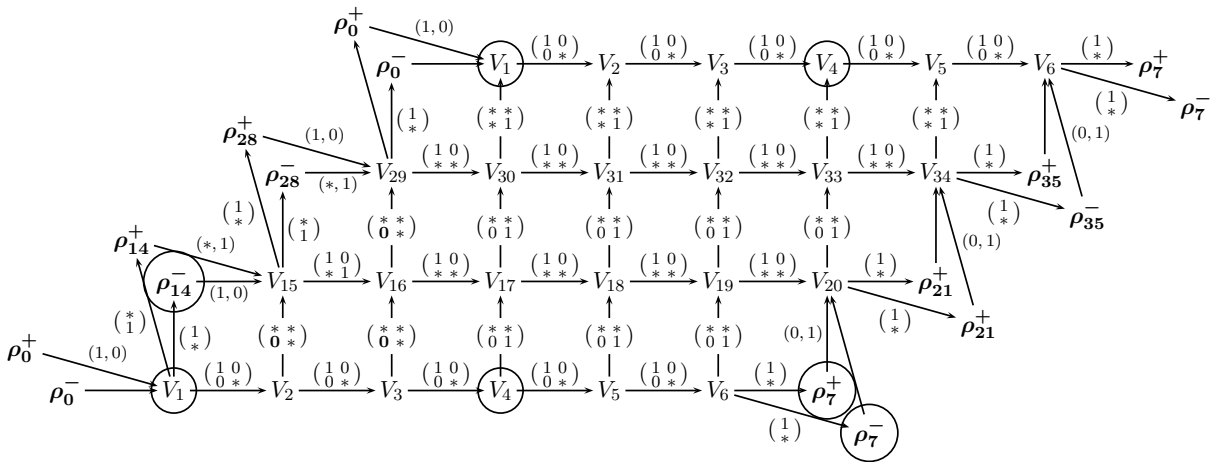 ρ₀⁺ (1, 0)
ρ₀⁻ V₁ (1 0 / 0 *) V₂ (1 0 / 0 *) V₃ (1 0 / 0 *) V₄ (1 0 / 0 *) V₅ (1 0 / 0 *) V₆ (1 / *) ρ₇⁺
(1 / *) ρ₇⁻
(1 / *) (* * / * 1) (* * / * 1) (* * / * 1) (* * / * 1) (* * / * 1) (0, 1)
ρ₂₈⁺ (1, 0)
ρ₂₈⁻ (*, 1) V₂₉ (1 0 / * *) V₃₀ (1 0 / * *) V₃₁ (1 0 / * *) V₃₂ (1 0 / * *) V₃₃ (1 0 / * *) V₃₄ (1 / *) ρ₃₅⁺
(1 / *) ρ₃₅⁻
(1 / *) (* / 1) (* * / 0 *) (* * / 0 1) (* * / 0 1) (* * / 0 1) (* * / 0 1) (0, 1)
ρ₁₄⁺ (*, 1)
ρ₁₄⁻ (1, 0) V₁₅ (1 0 / * 1) V₁₆ (1 0 / * *) V₁₇ (1 0 / * *) V₁₈ (1 0 / * *) V₁₉ (1 0 / * *) V₂₀ (1 / *) ρ₂₁⁺
(1 / *) ρ₂₁⁺
(* / 1) (1 / *) (* * / 0 *) (* * / 0 *) (* * / 0 1) (* * / 0 1) (* * / 0 1) (0, 1)
ρ₀⁺ (1, 0)
ρ₀⁻ V₁ (1 0 / 0 *) V₂ (1 0 / 0 *) V₃ (1 0 / 0 *) V₄ (1 0 / 0 *) V₅ (1 0 / 0 *) V₆ (1 / *) ρ₇⁺
(1 / *) ρ₇⁻